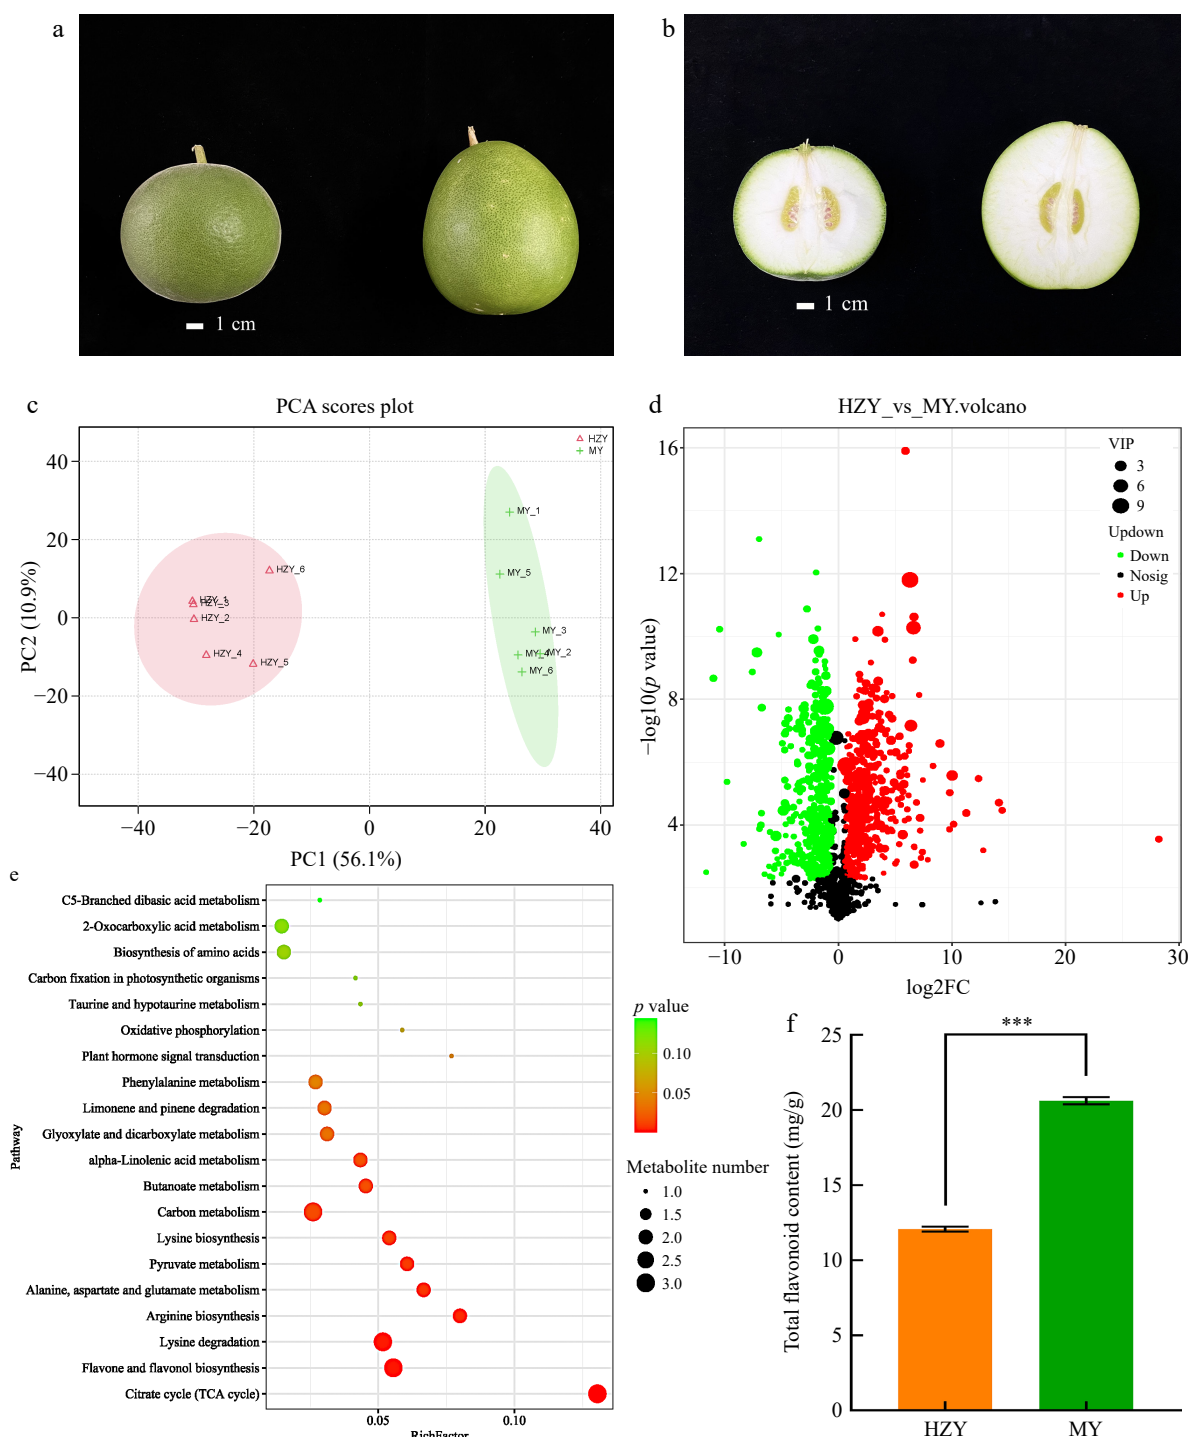 a
1 cm
b
1 cm
c
PCA scores plot
HZY
MY
40
20
0
−20
−40
PC2 (10.9%)
MY_1
MY_5
MY_3
MY_4
MY_2
MY_6
HZY_6
HZY_1
HZY_3
HZY_2
HZY_4
HZY_5
−40
−20
0
20
40
PC1 (56.1%)
d
HZY_vs_MY.volcano
16
12
8
4
−log10(p value)
VIP
3
6
9
Updown
Down
Nosig
Up
−10
0
10
20
30
log2FC
e
Pathway
C5-Branched dibasic acid metabolism
2-Oxocarboxylic acid metabolism
Biosynthesis of amino acids
Carbon fixation in photosynthetic organisms
Taurine and hypotaurine metabolism
Oxidative phosphorylation
Plant hormone signal transduction
Phenylalanine metabolism
Limonene and pinene degradation
Glyoxylate and dicarboxylate metabolism
alpha-Linolenic acid metabolism
Butanoate metabolism
Carbon metabolism
Lysine biosynthesis
Pyruvate metabolism
Alanine, aspartate and glutamate metabolism
Arginine biosynthesis
Lysine degradation
Flavone and flavonol biosynthesis
Citrate cycle (TCA cycle)
0.05
0.10
RichFactor
p value
0.10
0.05
Metabolite number
1.0
1.5
2.0
2.5
3.0
f
***
Total flavonoid content (mg/g)
25
20
15
10
5
0
HZY
MY